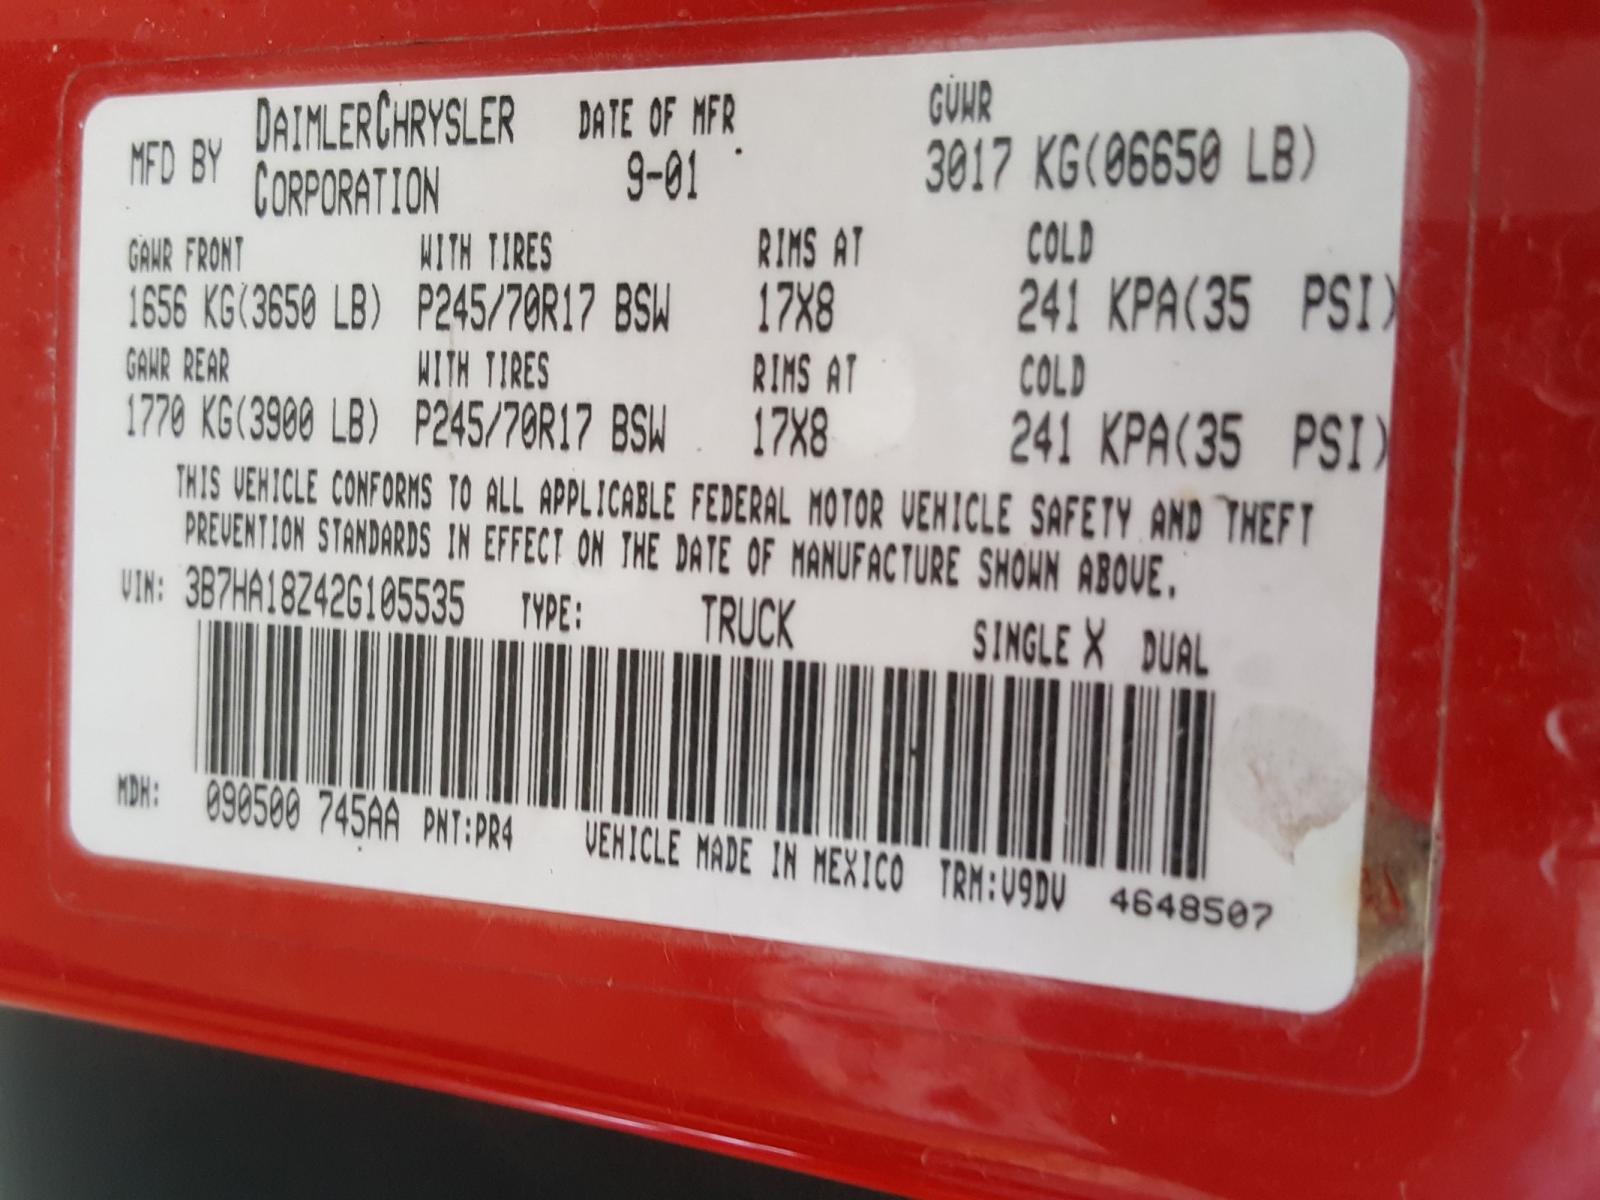 MFD BY DAIMLERCHRYSLER CORPORATION DATE OF MFR 9-01 GVWR 3017 KG(06650 LB)
GAWR FRONT WITH TIRES RIMS AT COLD
1656 KG(3650 LB) P245/70R17 BSW 17X8 241 KPA(35 PSI)
GAWR REAR WITH TIRES RIMS AT COLD
1770 KG(3900 LB) P245/70R17 BSW 17X8 241 KPA(35 PSI)
THIS VEHICLE CONFORMS TO ALL APPLICABLE FEDERAL MOTOR VEHICLE SAFETY AND THEFT
PREVENTION STANDARDS IN EFFECT ON THE DATE OF MANUFACTURE SHOWN ABOVE.
VIN: 3B7HA18Z42G105535 TYPE: TRUCK SINGLE X DUAL
MDH: 090500 745AA PNT:PR4 VEHICLE MADE IN MEXICO TRM:V9DV 4648507